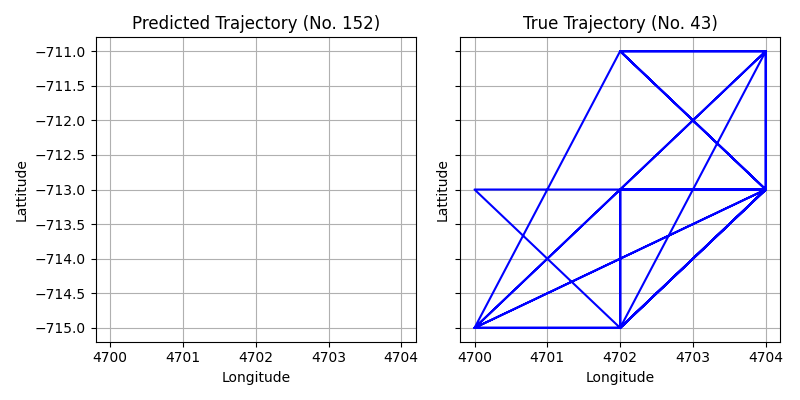 Predicted Trajectory (No. 152)
True Trajectory (No. 43)
Lattitude
−711.0
−711.5
−712.0
−712.5
−713.0
−713.5
−714.0
−714.5
−715.0
4700 4701 4702 4703 4704
Longitude
Lattitude
4700 4701 4702 4703 4704
Longitude